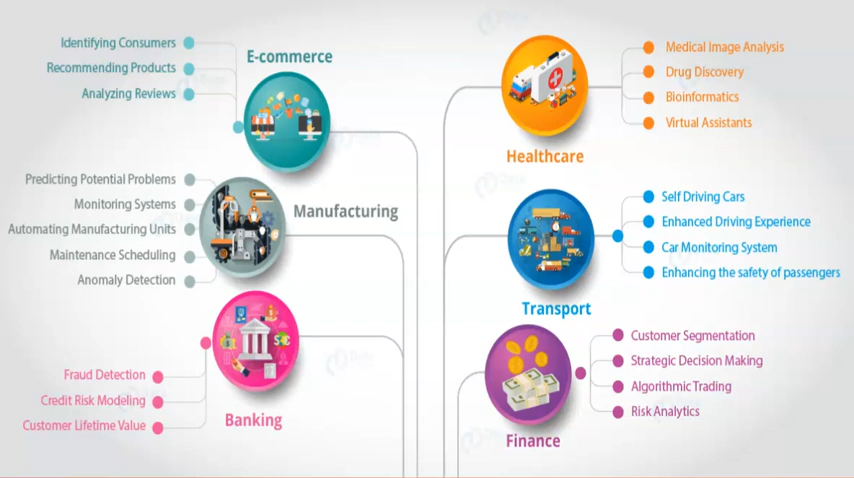 E-commerce
Identifying Consumers
Recommending Products
Analyzing Reviews
Manufacturing
Predicting Potential Problems
Monitoring Systems
Automating Manufacturing Units
Maintenance Scheduling
Anomaly Detection
Banking
Fraud Detection
Credit Risk Modeling
Customer Lifetime Value
Healthcare
Medical Image Analysis
Drug Discovery
Bioinformatics
Virtual Assistants
Transport
Self Driving Cars
Enhanced Driving Experience
Car Monitoring System
Enhancing the safety of passengers
Finance
Customer Segmentation
Strategic Decision Making
Algorithmic Trading
Risk Analytics